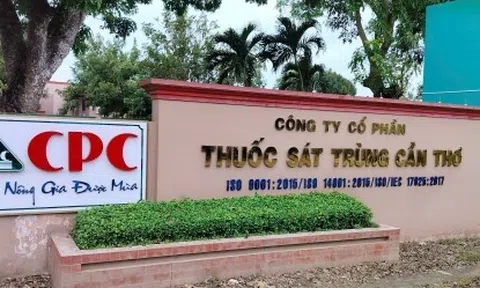 CPC
Nông Gia Được Mùa
CÔNG TY CỔ PHẦN
THUỐC SÁT TRÙNG CẦN THƠ
ISO 9001:2015/ISO 14001:2015/ISO/IEC 17025:2017